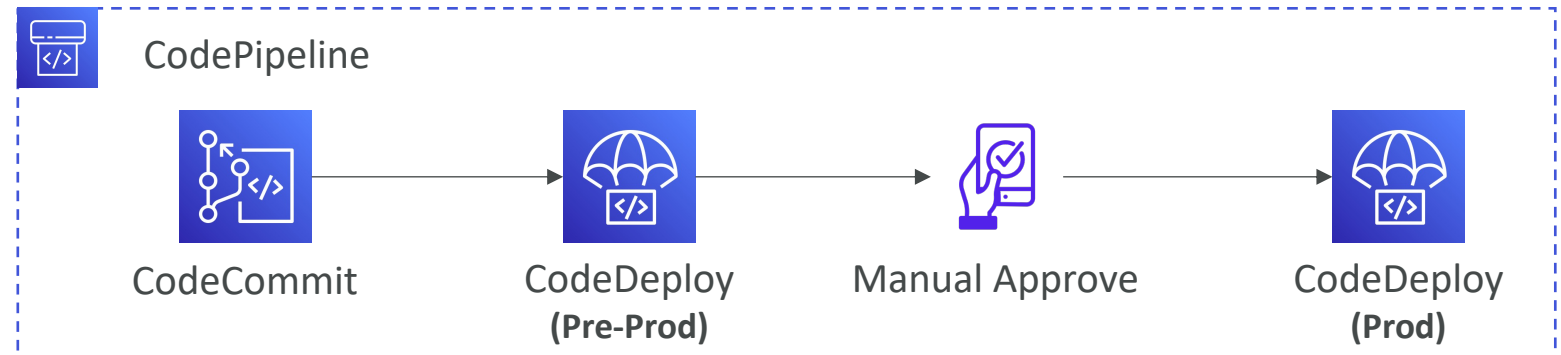 CodePipeline
</>
</>
</>
</>
CodeCommit
CodeDeploy
(Pre-Prod)
Manual Approve
CodeDeploy
(Prod)